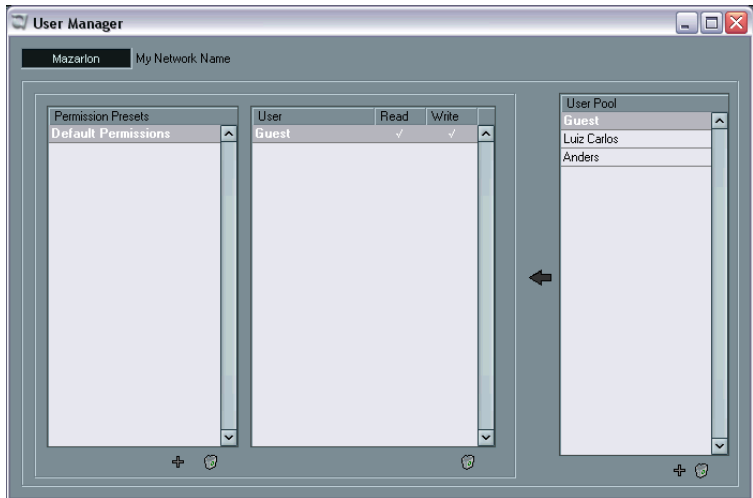 User Manager
Mazarlon My Network Name
Permission Presets
Default Permissions
User Read Write
Guest √ √
User Pool
Guest
Luiz Carlos
Anders